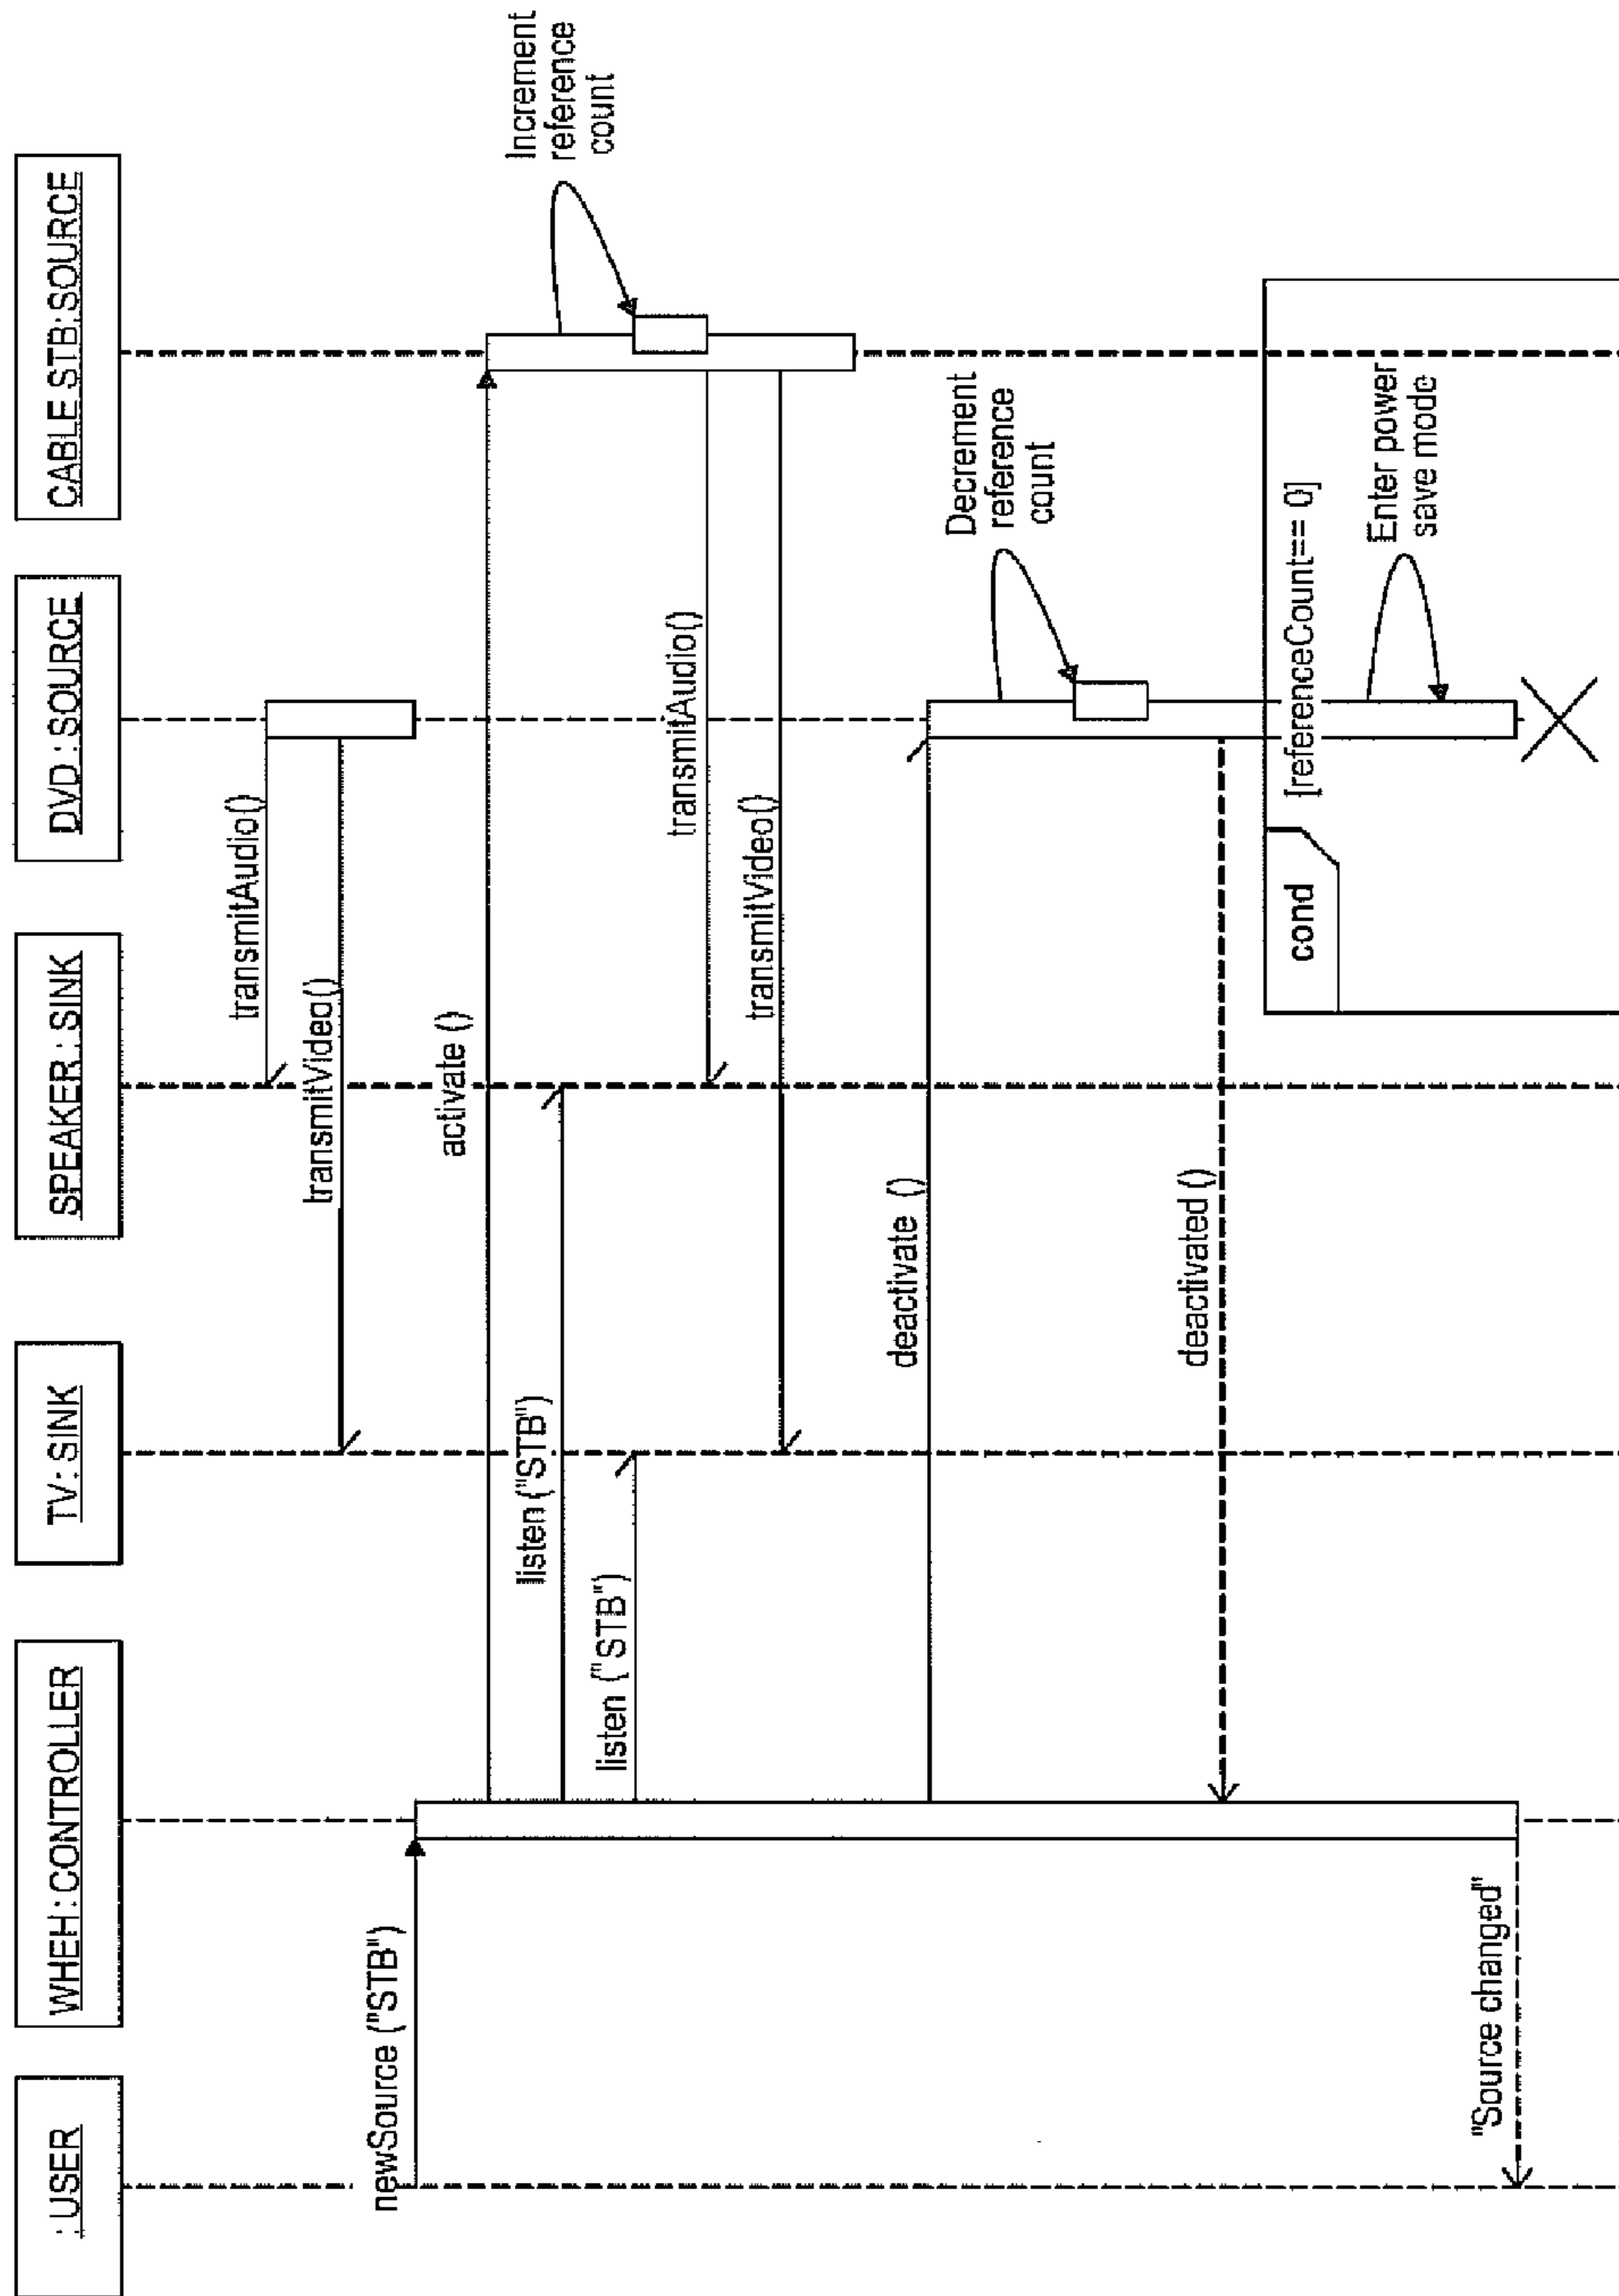 :USER
WHEH:CONTROLLER
TV:SINK
SPEAKER:SINK
DVD:SOURCE
CABLE STB:SOURCE
transmitAudio()
transmitVideo()
newSource ("STB")
activate ()
listen ("STB")
Increment
reference
count
listen ("STB")
transmitAudio()
transmitVideo()
deactivate ()
Decrement
reference
count
deactivated ()
cond
[referenceCount== 0]
Enter power
save mode
"Source changed"